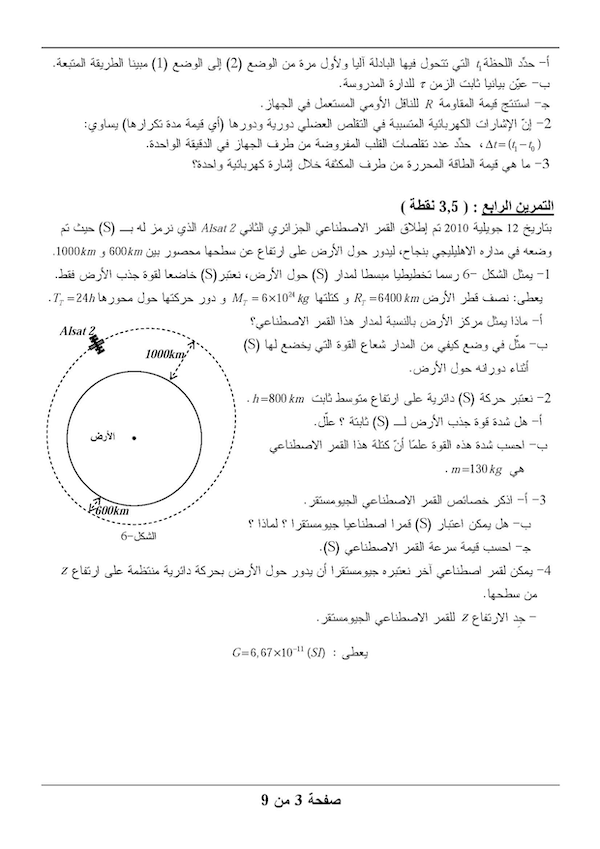 أ- حدّد اللحظة t₁ التي تتحول فيها البادلة آليا ولأول مرة من الوضع (2) إلى الوضع (1) مبينا الطريقة المتبعة.
ب- عيّن بيانيا ثابت الزمن τ للدارة المدروسة.
جـ- استنتج قيمة المقاومة R للناقل الأومي المستعمل في الجهاز.
2- إنّ الإشارات الكهربائية المتسببة في التقلص العضلي دورية ودورها (أي قيمة مدة تكرارها) يساوي:
Δt=(t₁–t₀) ، حدّد عدد تقلصات القلب المفروضة من طرف الجهاز في الدقيقة الواحدة.
3- ما هي قيمة الطاقة المحررة من طرف المكثفة خلال إشارة كهربائية واحدة؟
التمرين الرابع : ( 3,5 نقطة )
بتاريخ 12 جويلية 2010 تم إطلاق القمر الاصطناعي الجزائري الثاني Alsat 2 الذي نرمز له بـــ (S) حيث تم
وضعه في مداره الاهليليجي بنجاح، ليدور حول الأرض على ارتفاع عن سطحها محصور بين 600km و 1000km.
1- يمثل الشكل –6 رسما تخطيطيا مبسطا لمدار (S) حول الأرض، نعتبر(S) خاضعا لقوة جذب الأرض فقط.
يعطى: نصف قطر الأرض R_T = 6400 km و كتلتها M_T = 6×10²⁴ kg و دور حركتها حول محورها T_T = 24h .
أ- ماذا يمثل مركز الأرض بالنسبة لمدار هذا القمر الاصطناعي؟
ب- مثّل في وضع كيفي من المدار شعاع القوة التي يخضع لها (S)
أثناء دورانه حول الأرض.
2- نعتبر حركة (S) دائرية على ارتفاع متوسط ثابت h=800 km .
أ- هل شدة قوة جذب الأرض لـــ (S) ثابتة ؟ علّل.
ب- احسب شدة هذه القوة علمًا أنّ كتلة هذا القمر الاصطناعي
هي m=130 kg .
3- أ- اذكر خصائص القمر الاصطناعي الجيومستقر.
ب- هل يمكن اعتبار (S) قمرا اصطناعيا جيومستقرا ؟ لماذا ؟
جـ- احسب قيمة سرعة القمر الاصطناعي (S).
4- يمكن لقمر اصطناعي آخر نعتبره جيومستقرا أن يدور حول الأرض بحركة دائرية منتظمة على ارتفاع z
من سطحها.
- جِد الارتفاع z للقمر الاصطناعي الجيومستقر.
يعطى : G=6,67×10⁻¹¹ (SI)
Alsat 2
1000km
الأرض
600km
الشكل-6
صفحة 3 من 9